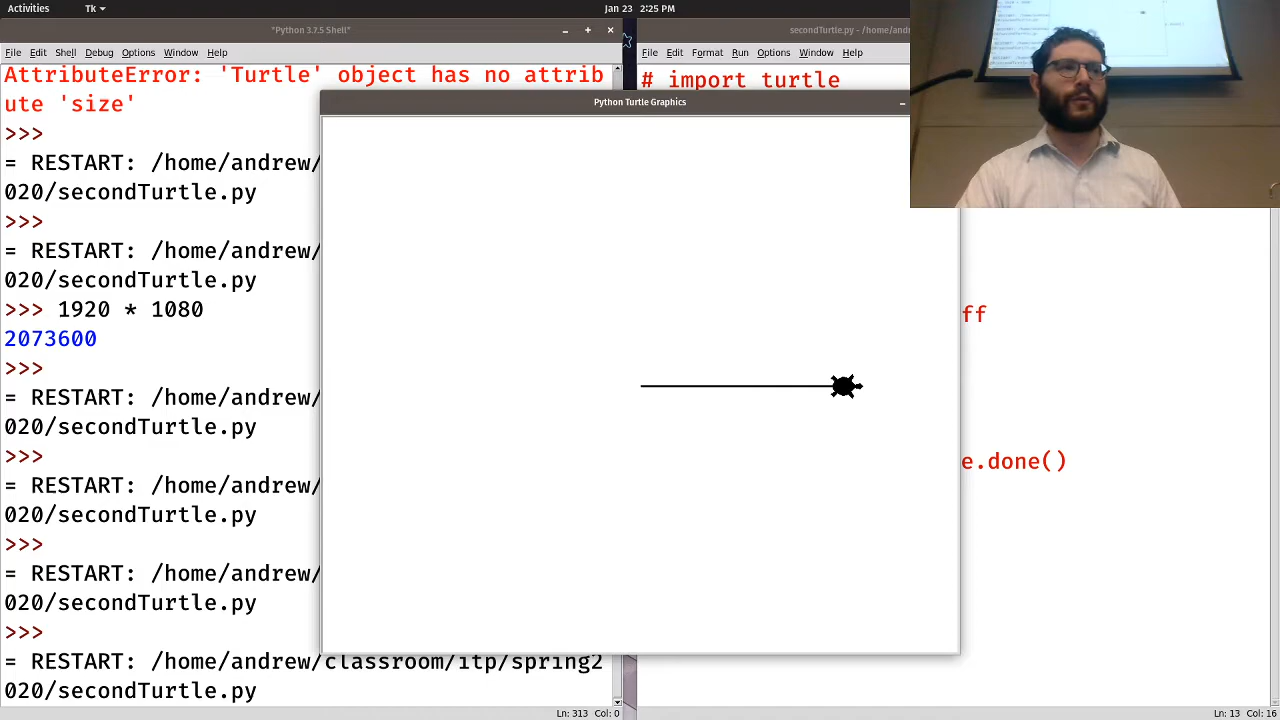 Activities
Tk
Jan 23 2:25 PM
*Python 3.7.5 Shell*
File Edit Shell Debug Options Window Help
AttributeError: 'Turtle' object has no attrib
ute 'size'
>>>
= RESTART: /home/andrew/
020/secondTurtle.py
>>>
= RESTART: /home/andrew/
020/secondTurtle.py
>>> 1920 * 1080
2073600
>>>
= RESTART: /home/andrew/
020/secondTurtle.py
>>>
= RESTART: /home/andrew/
020/secondTurtle.py
>>>
= RESTART: /home/andrew/
020/secondTurtle.py
>>>
= RESTART: /home/andrew/classroom/itp/spring2
020/secondTurtle.py
Ln: 313 Col: 0
Python Turtle Graphics
secondTurtle.py - /home/and
Edit Format Options Window Help
# import turtle
ff
e.done()
Ln: 13 Col: 16